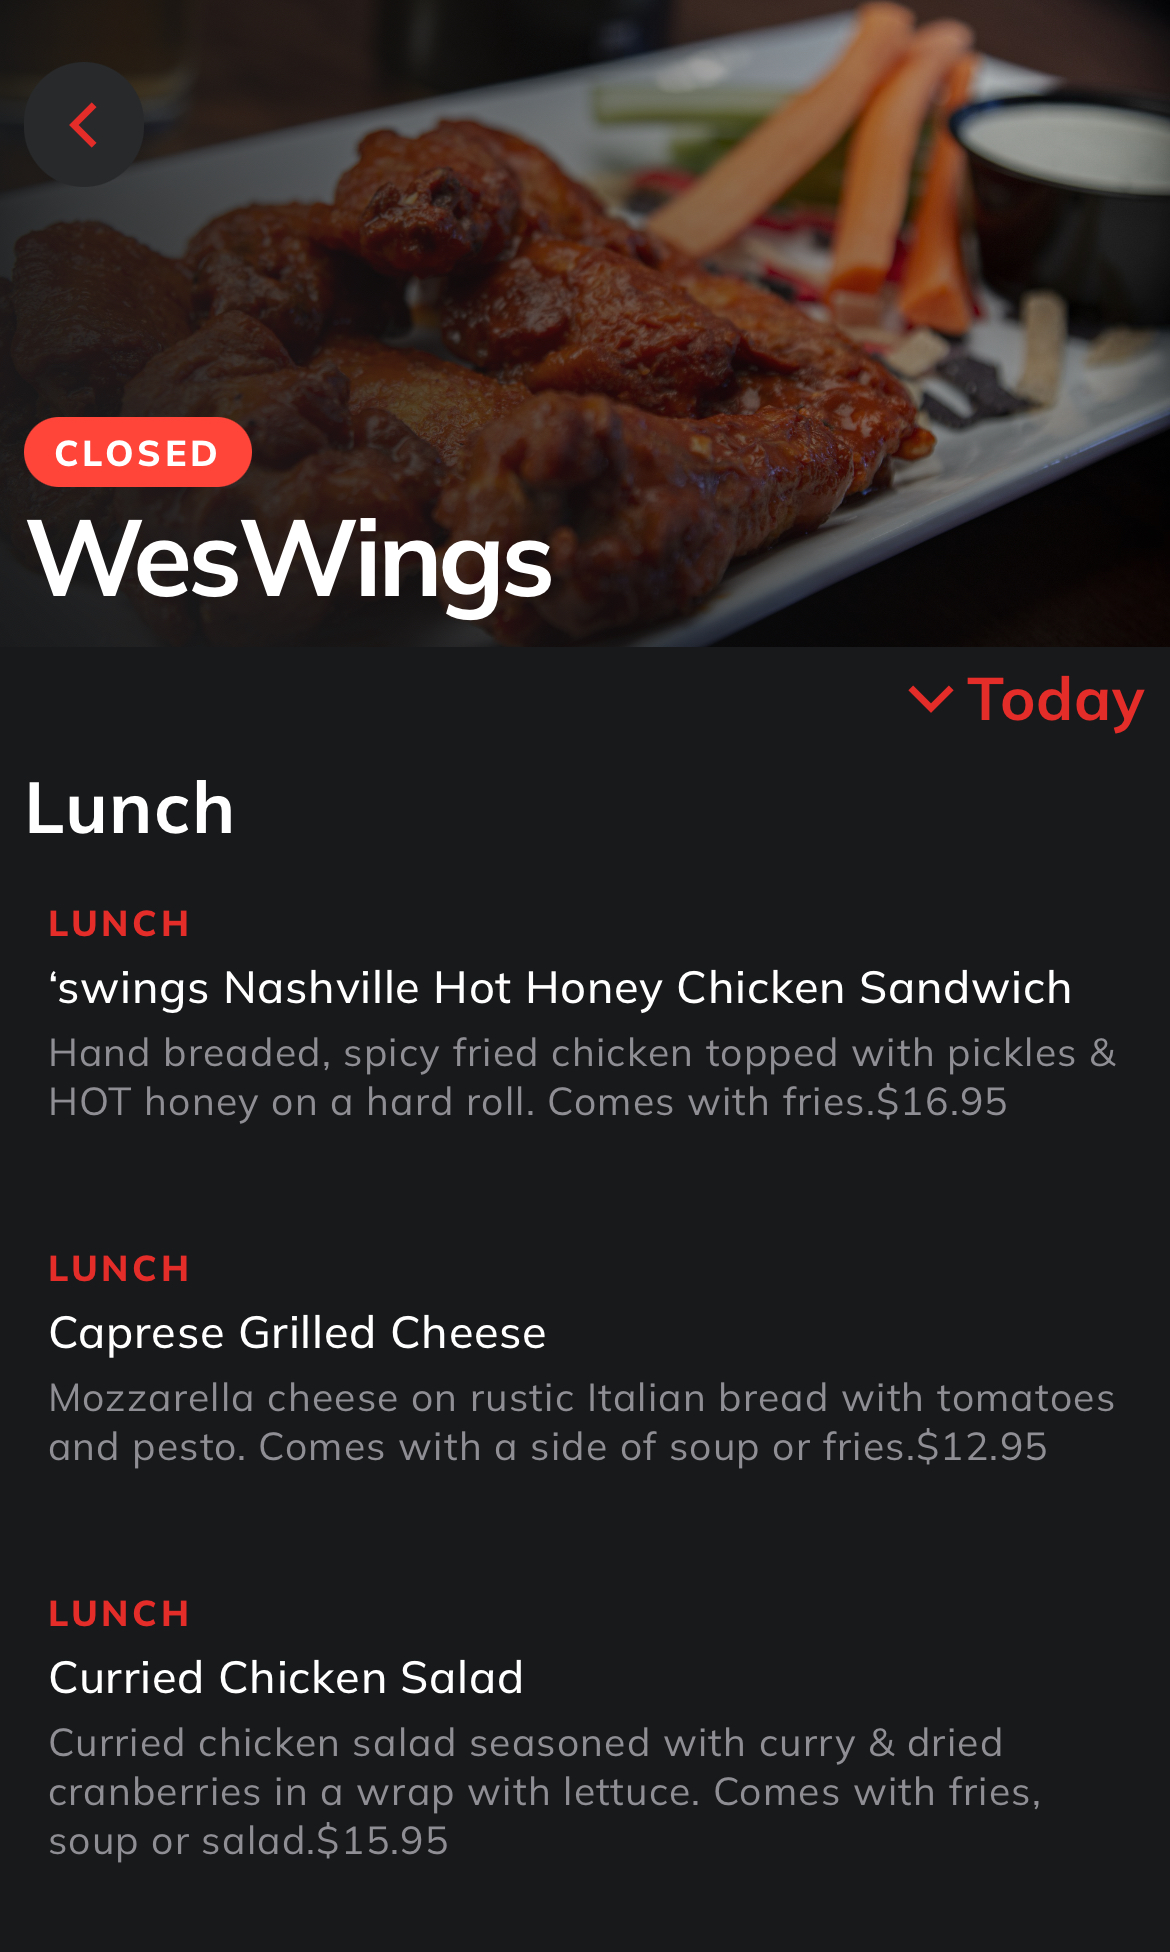 CLOSED
WesWings
Today
Lunch
LUNCH
‘swings Nashville Hot Honey Chicken Sandwich
Hand breaded, spicy fried chicken topped with pickles &
HOT honey on a hard roll. Comes with fries.$16.95
LUNCH
Caprese Grilled Cheese
Mozzarella cheese on rustic Italian bread with tomatoes
and pesto. Comes with a side of soup or fries.$12.95
LUNCH
Curried Chicken Salad
Curried chicken salad seasoned with curry & dried
cranberries in a wrap with lettuce. Comes with fries,
soup or salad.$15.95